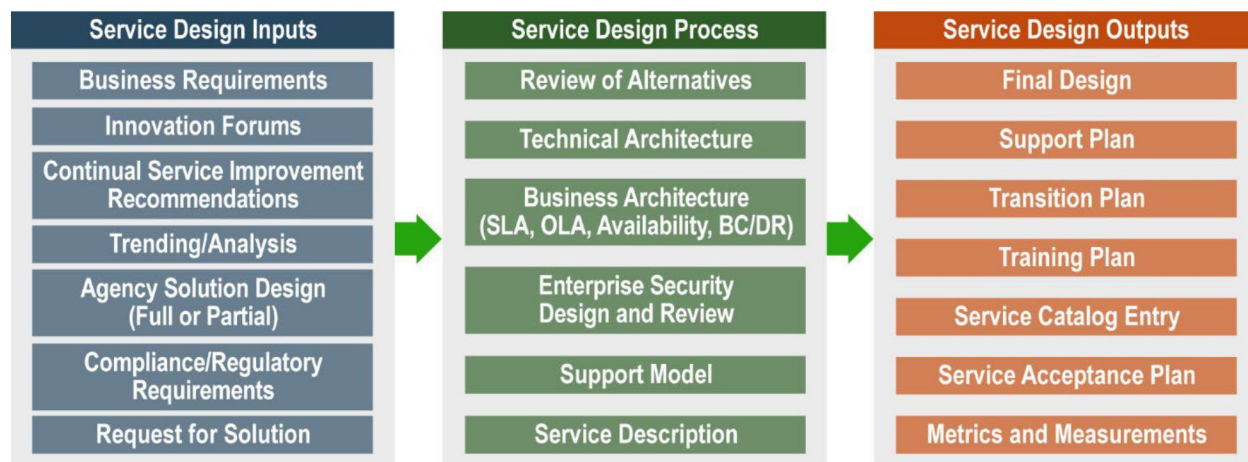 Service Design Inputs
Business Requirements
Innovation Forums
Continual Service Improvement
Recommendations
Trending/Analysis
Agency Solution Design
(Full or Partial)
Compliance/Regulatory
Requirements
Request for Solution
Service Design Process
Review of Alternatives
Technical Architecture
Business Architecture
(SLA, OLA, Availability, BC/DR)
Enterprise Security
Design and Review
Support Model
Service Description
Service Design Outputs
Final Design
Support Plan
Transition Plan
Training Plan
Service Catalog Entry
Service Acceptance Plan
Metrics and Measurements